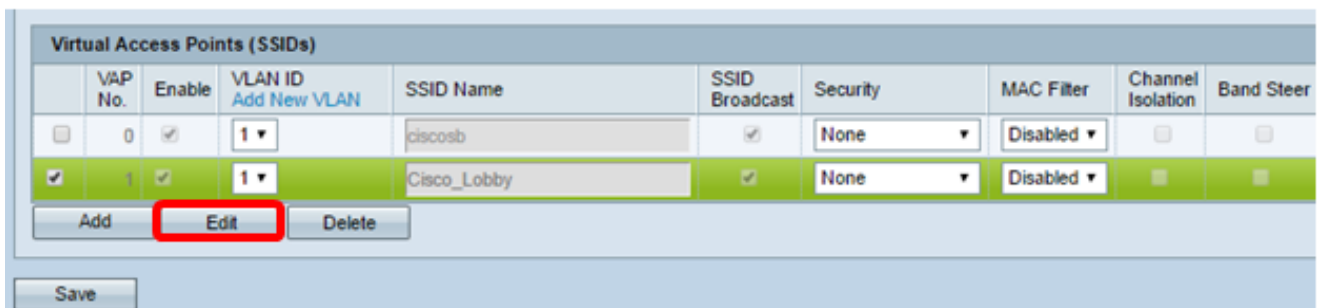 Virtual Access Points (SSIDs)
VAP No. Enable VLAN ID Add New VLAN SSID Name SSID Broadcast Security MAC Filter Channel Isolation Band Steer
0 1 ciscosb None Disabled
1 1 Cisco_Lobby None Disabled
Add Edit Delete
Save